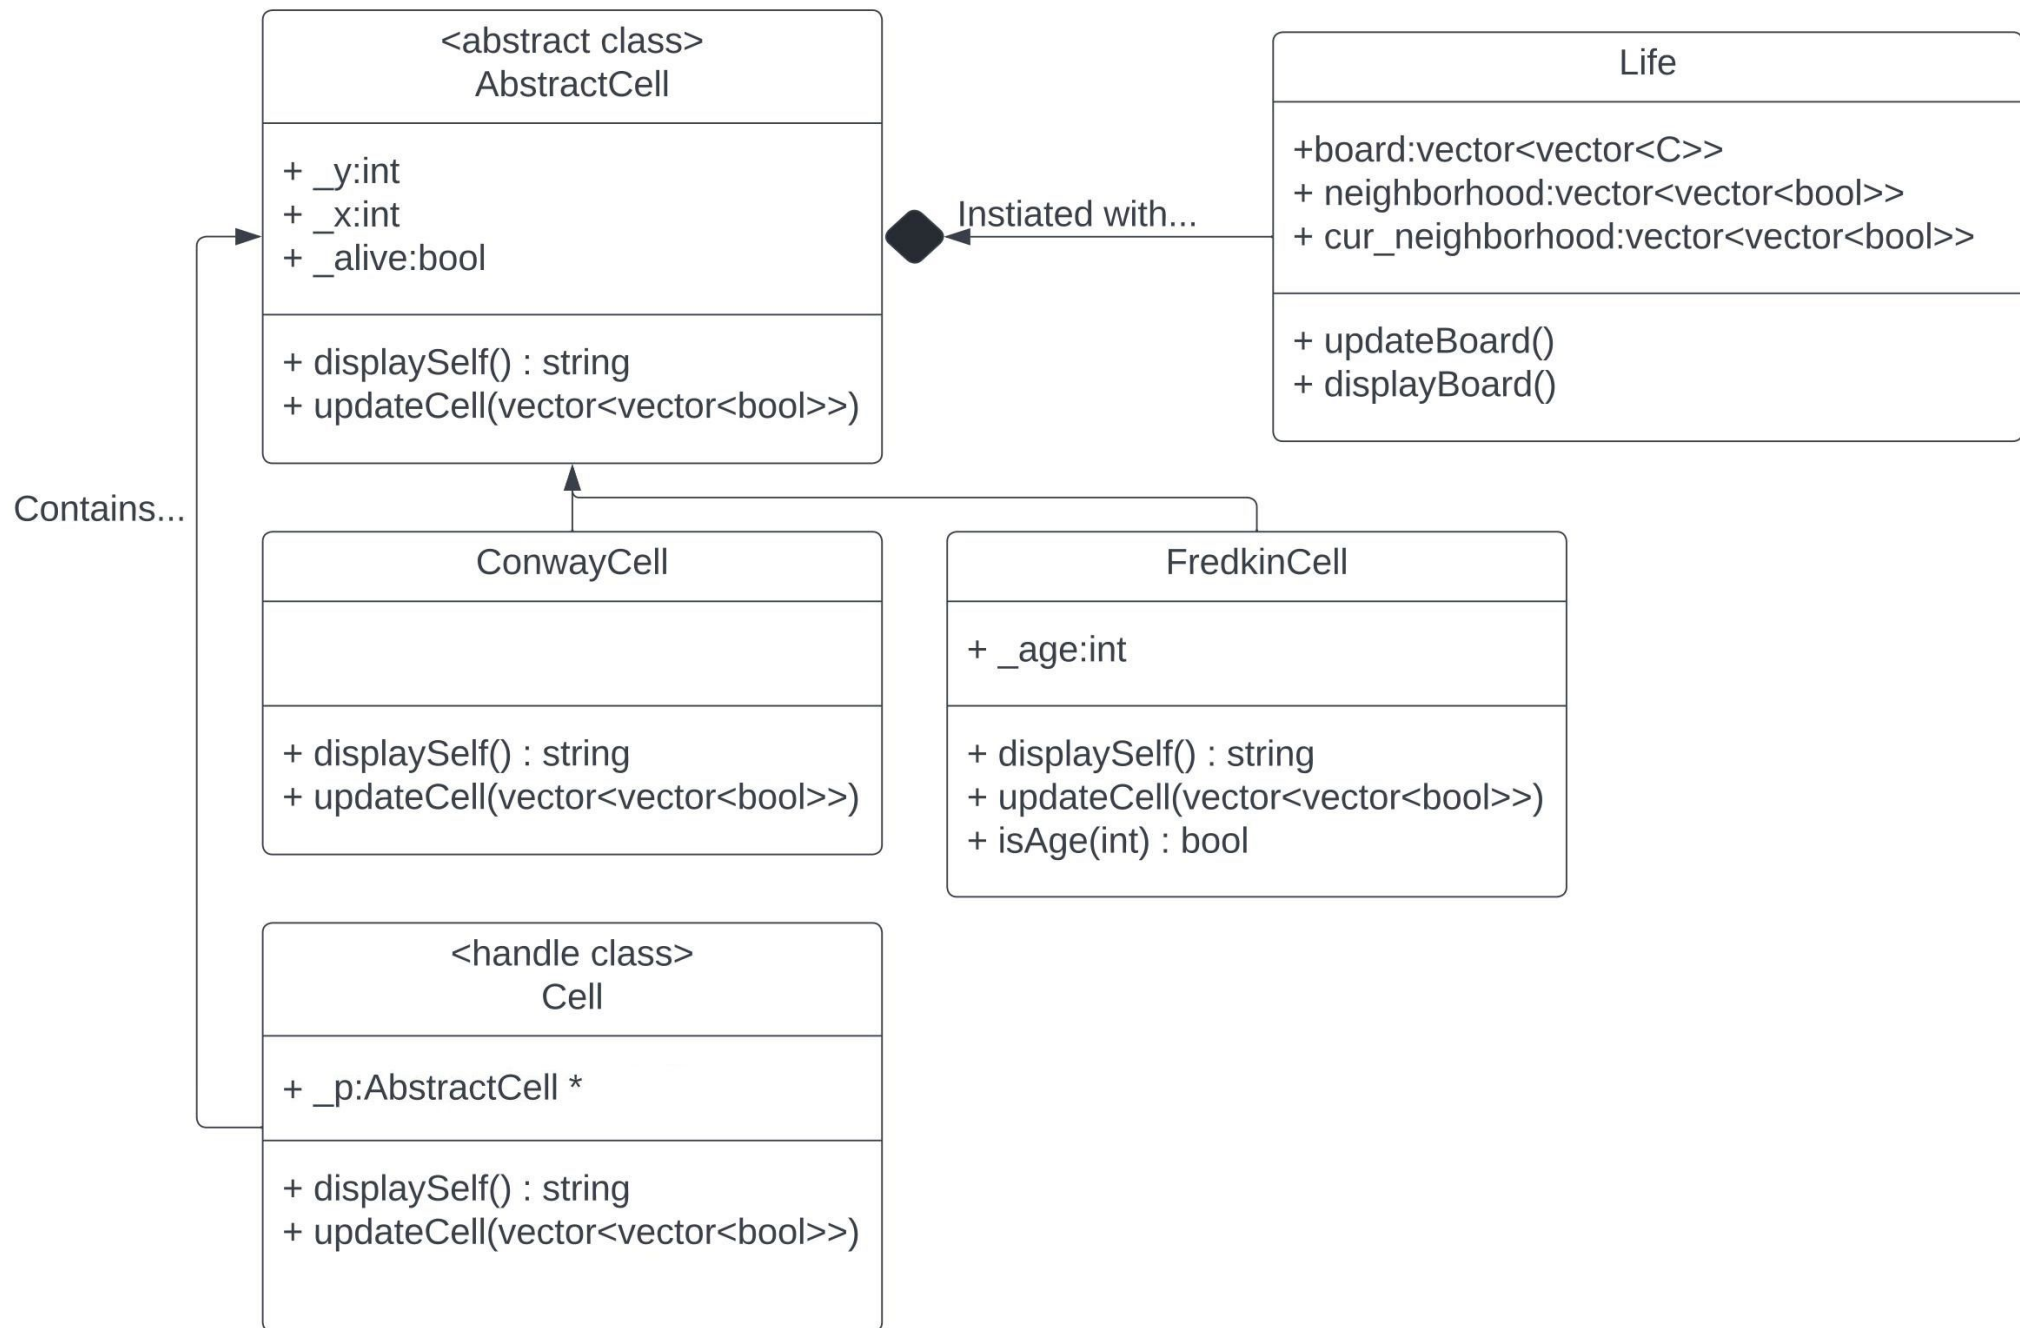 <abstract class>
AbstractCell
+ _y:int
+ _x:int
+ _alive:bool
+ displaySelf() : string
+ updateCell(vector<vector<bool>>)
Instiated with...
Life
+board:vector<vector<C>>
+ neighborhood:vector<vector<bool>>
+ cur_neighborhood:vector<vector<bool>>
+ updateBoard()
+ displayBoard()
Contains...
ConwayCell
+ displaySelf() : string
+ updateCell(vector<vector<bool>>)
FredkinCell
+ _age:int
+ displaySelf() : string
+ updateCell(vector<vector<bool>>)
+ isAge(int) : bool
<handle class>
Cell
+ _p:AbstractCell *
+ displaySelf() : string
+ updateCell(vector<vector<bool>>)